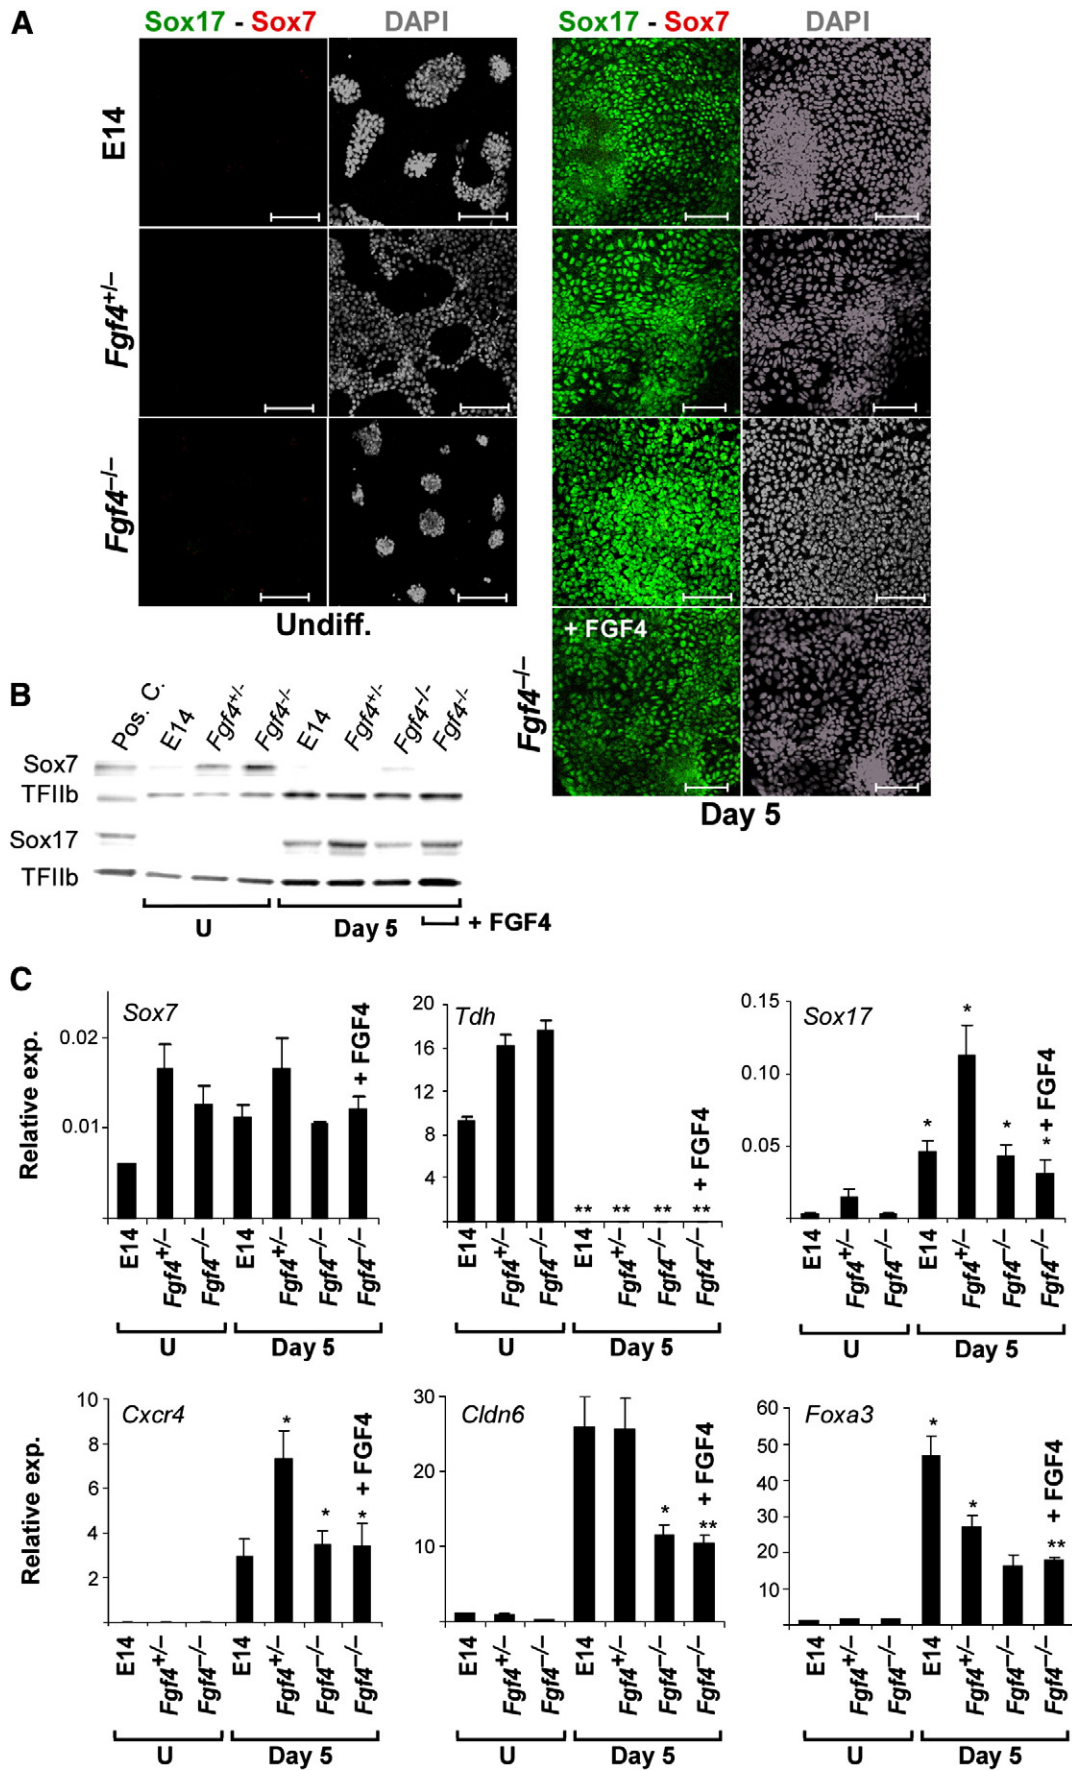 A
Sox17 - Sox7 DAPI Sox17 - Sox7 DAPI
E14
Fgf4+/–
Fgf4–/–
Undiff.
+ FGF4
Fgf4–/–
Day 5
B
Pos. C. E14 Fgf4+/- Fgf4-/- E14 Fgf4+/- Fgf4-/- Fgf4-/-
Sox7
TFIIb
Sox17
TFIIb
U Day 5 + FGF4
C
Relative exp.
Sox7
0.02
0.01
+ FGF4
E14 Fgf4+/– Fgf4–/– E14 Fgf4+/– Fgf4–/– Fgf4–/–
U Day 5
Tdh
20
16
12
8
4
** ** ** **
+ FGF4
E14 Fgf4+/– Fgf4–/– E14 Fgf4+/– Fgf4–/– Fgf4–/–
U Day 5
Sox17
0.15
0.10
0.05
* * * *
+ FGF4
E14 Fgf4+/– Fgf4–/– E14 Fgf4+/– Fgf4–/– Fgf4–/–
U Day 5
Relative exp.
Cxcr4
10
8
6
4
2
* * *
+ FGF4
E14 Fgf4+/– Fgf4–/– E14 Fgf4+/– Fgf4–/– Fgf4–/–
U Day 5
Cldn6
30
20
10
* **
+ FGF4
E14 Fgf4+/– Fgf4–/– E14 Fgf4+/– Fgf4–/– Fgf4–/–
U Day 5
Foxa3
60
50
40
30
20
10
* * **
+ FGF4
E14 Fgf4+/– Fgf4–/– E14 Fgf4+/– Fgf4–/– Fgf4–/–
U Day 5